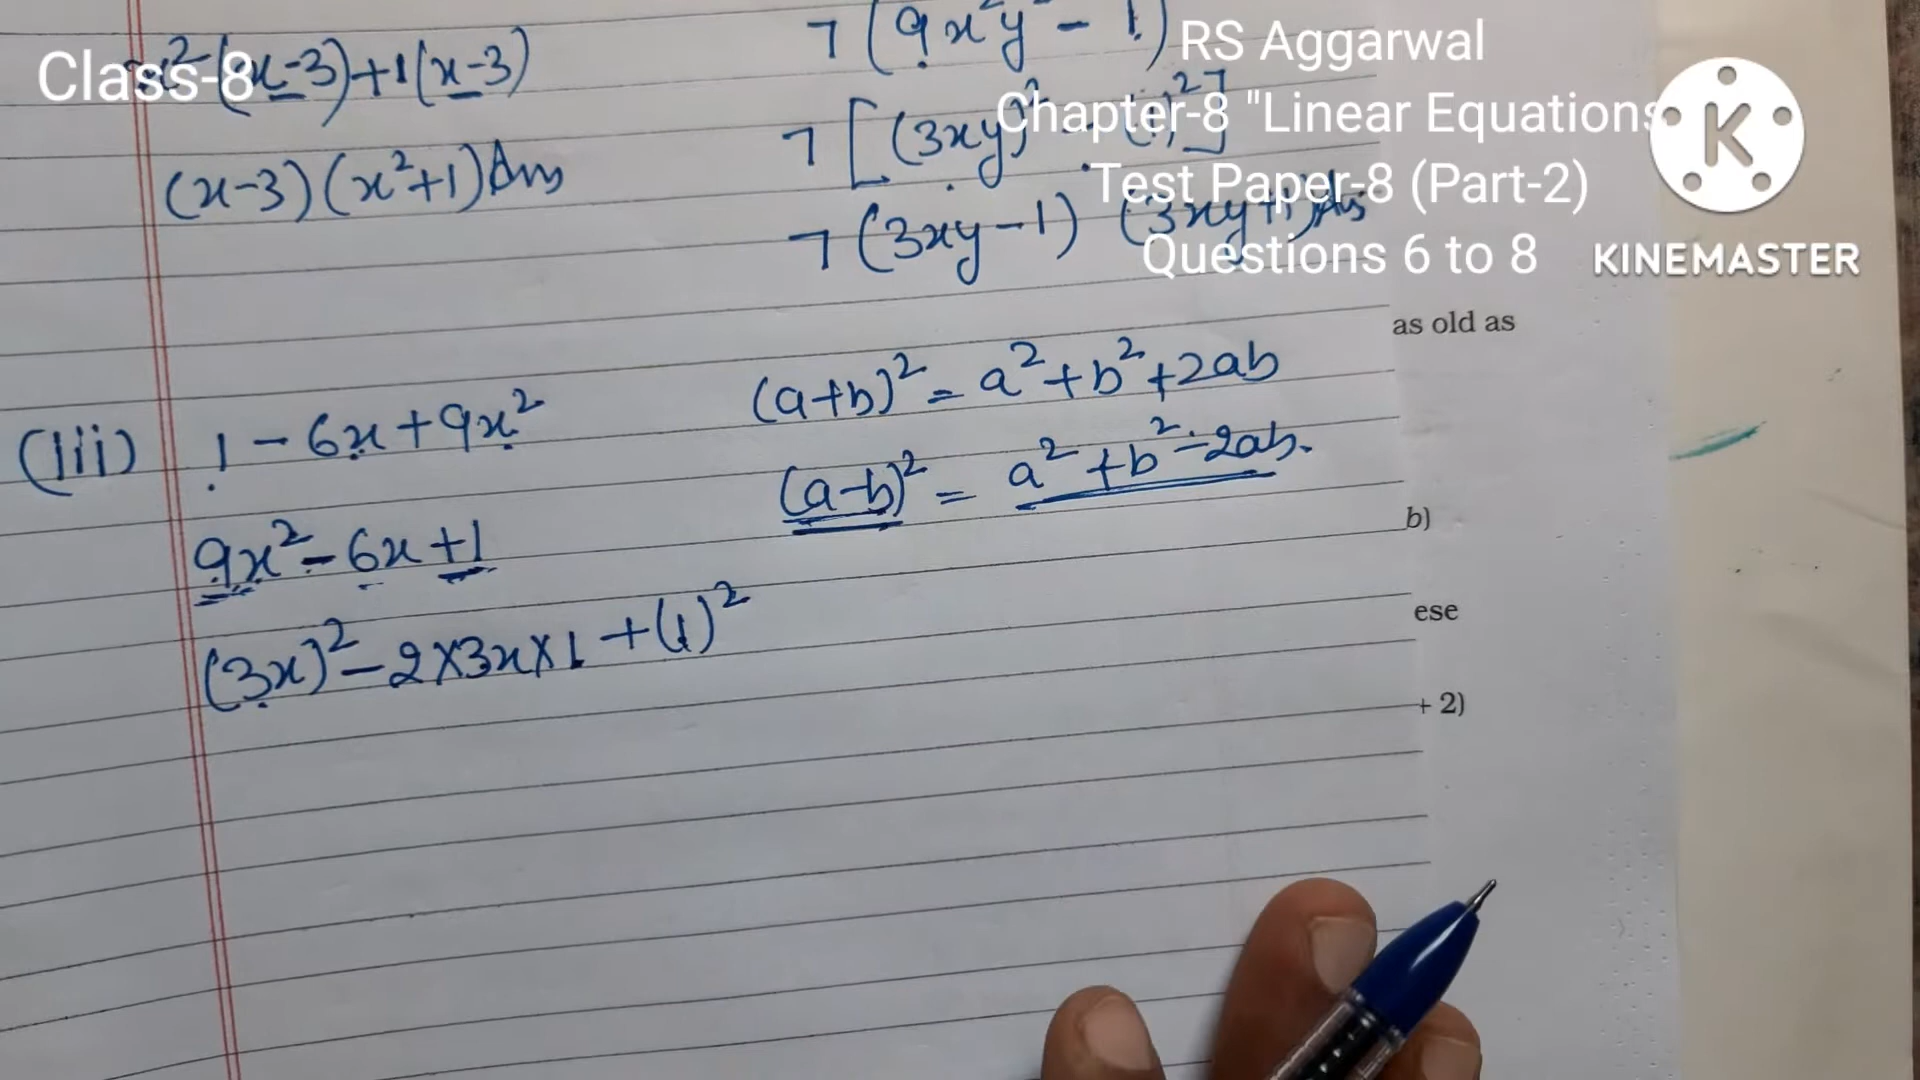 Class-8
x²(x-3)+1(x-3)
(x-3)(x²+1) Ans
7(9x²y²-1)
7[(3xy)²-(1)²]
7(3xy-1) (3xy+1) Ans
RS Aggarwal
Chapter-8 "Linear Equations
Test Paper-8 (Part-2)
Questions 6 to 8
K
KINEMASTER
as old as
(iii) 1-6x+9x²
9x²-6x+1
(3x)²-2×3x×1+(1)²
(a+b)²=a²+b²+2ab
(a-b)²=a²+b²-2ab.
b)
ese
+ 2)